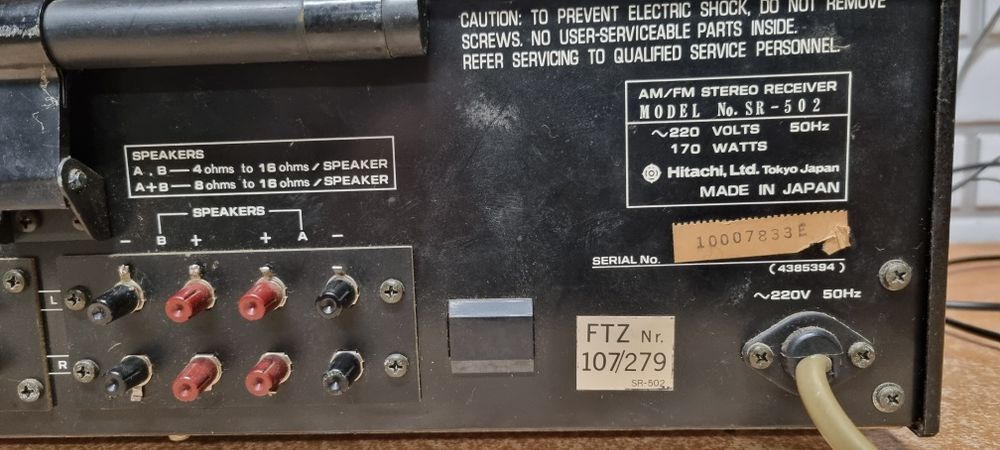 CAUTION: TO PREVENT ELECTRIC SHOCK, DO NOT REMOVE
SCREWS. NO USER-SERVICEABLE PARTS INSIDE.
REFER SERVICING TO QUALIFIED SERVICE PERSONNEL.
AM/FM STEREO RECEIVER
MODEL No. SR-502
~220 VOLTS 50Hz
170 WATTS
Hitachi, Ltd. Tokyo Japan
MADE IN JAPAN
SPEAKERS
A , B — 4 ohms to 16 ohms / SPEAKER
A + B — 8 ohms to 16 ohms / SPEAKER
SPEAKERS
- B + + A -
L
R
10007833E
SERIAL No.
(4385394)
~220V 50Hz
FTZ Nr.
107/279
SR-502